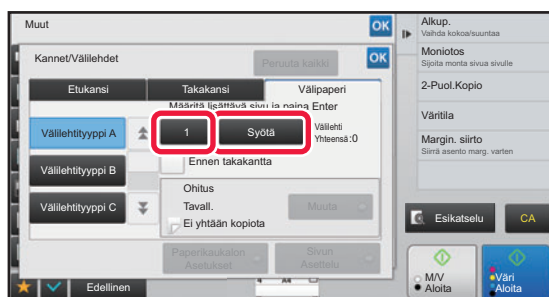 Muut
OK
Kannet/Välilehdet
Peruuta kaikki
OK
Etukansi
Takakansi
Välipaperi
Määritä lisättävä sivu ja paina Enter
Välilehtityyppi A
1
Syötä
Välilehti
Yhteensä:0
Ennen takakantta
Välilehtityyppi B
Ohitus
Tavall.
Muuta
Ei yhtään kopiota
Välilehtityyppi C
Paperikaukalon
Asetukset
Sivun
Asettelu
Edellinen
A4
Alkup.
Vaihda kokoa/suuntaa
Moniotos
Sijoita monta sivua sivulle
2-Puol.Kopio
Väritila
Margin. siirto
Siirrä asento marg. varten
Esikatselu
CA
M/V
Aloita
Väri
Aloita